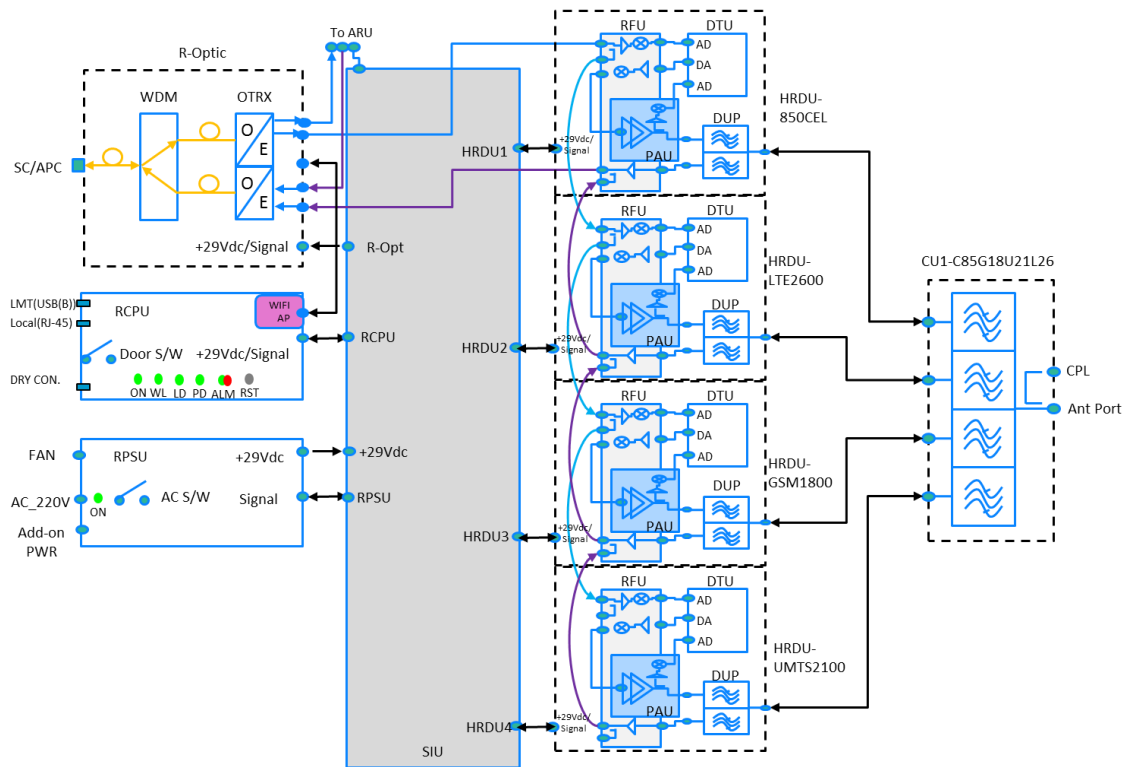 To ARU
R-Optic
WDM
OTRX
O
E
O
E
SC/APC
+29Vdc/Signal
R-Opt
LMT(USB(B))
Local(RJ-45)
RCPU
WIFI
AP
Door S/W
+29Vdc/Signal
RCPU
DRY CON.
ON
WL
LD
PD
ALM
RST
FAN
RPSU
+29Vdc
+29Vdc
AC_220V
ON
AC S/W
Signal
RPSU
Add-on
PWR
SIU
HRDU1
HRDU2
HRDU3
HRDU4
RFU
DTU
AD
DA
AD
+29Vdc/
Signal
PAU
DUP
HRDU-
850CEL
RFU
DTU
AD
DA
AD
+29Vdc/
Signal
PAU
DUP
HRDU-
LTE2600
RFU
DTU
AD
DA
AD
+29Vdc/
Signal
PAU
DUP
HRDU-
GSM1800
RFU
DTU
AD
DA
AD
+29Vdc/
Signal
PAU
DUP
HRDU-
UMTS2100
CU1-C85G18U21L26
CPL
Ant Port